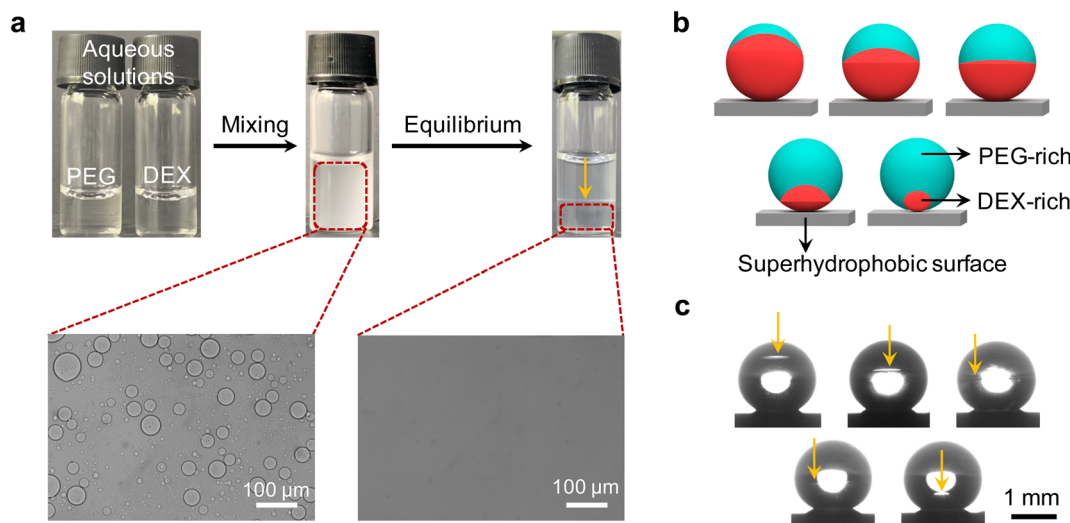 a
Aqueous
solutions
PEG
DEX
Mixing
Equilibrium
100 µm
100 µm
b
PEG-rich
DEX-rich
Superhydrophobic surface
c
1 mm